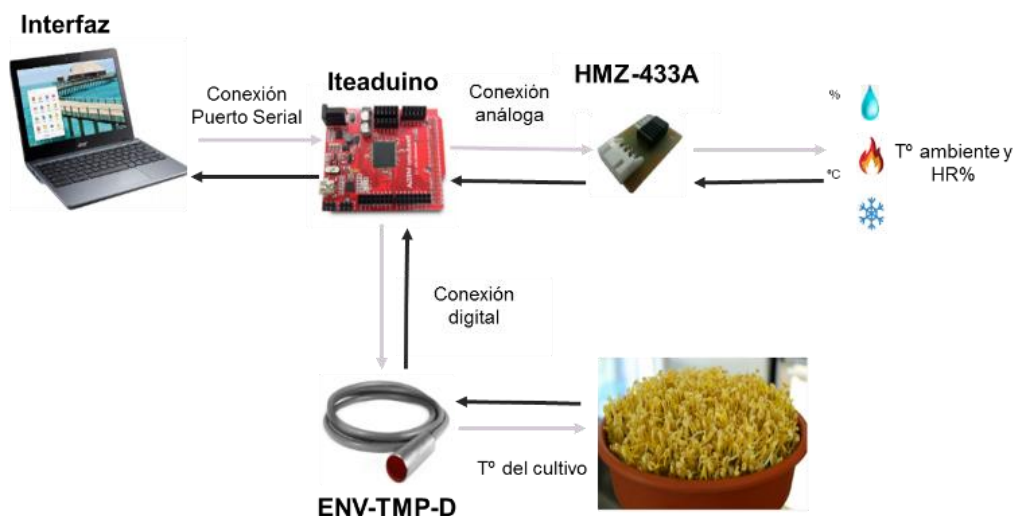 Interfaz
Iteaduino
HMZ-433A
Conexión
Puerto Serial
Conexión
análoga
%
Tº ambiente y
HR%
ºC
Conexión
digital
Tº del cultivo
ENV-TMP-D